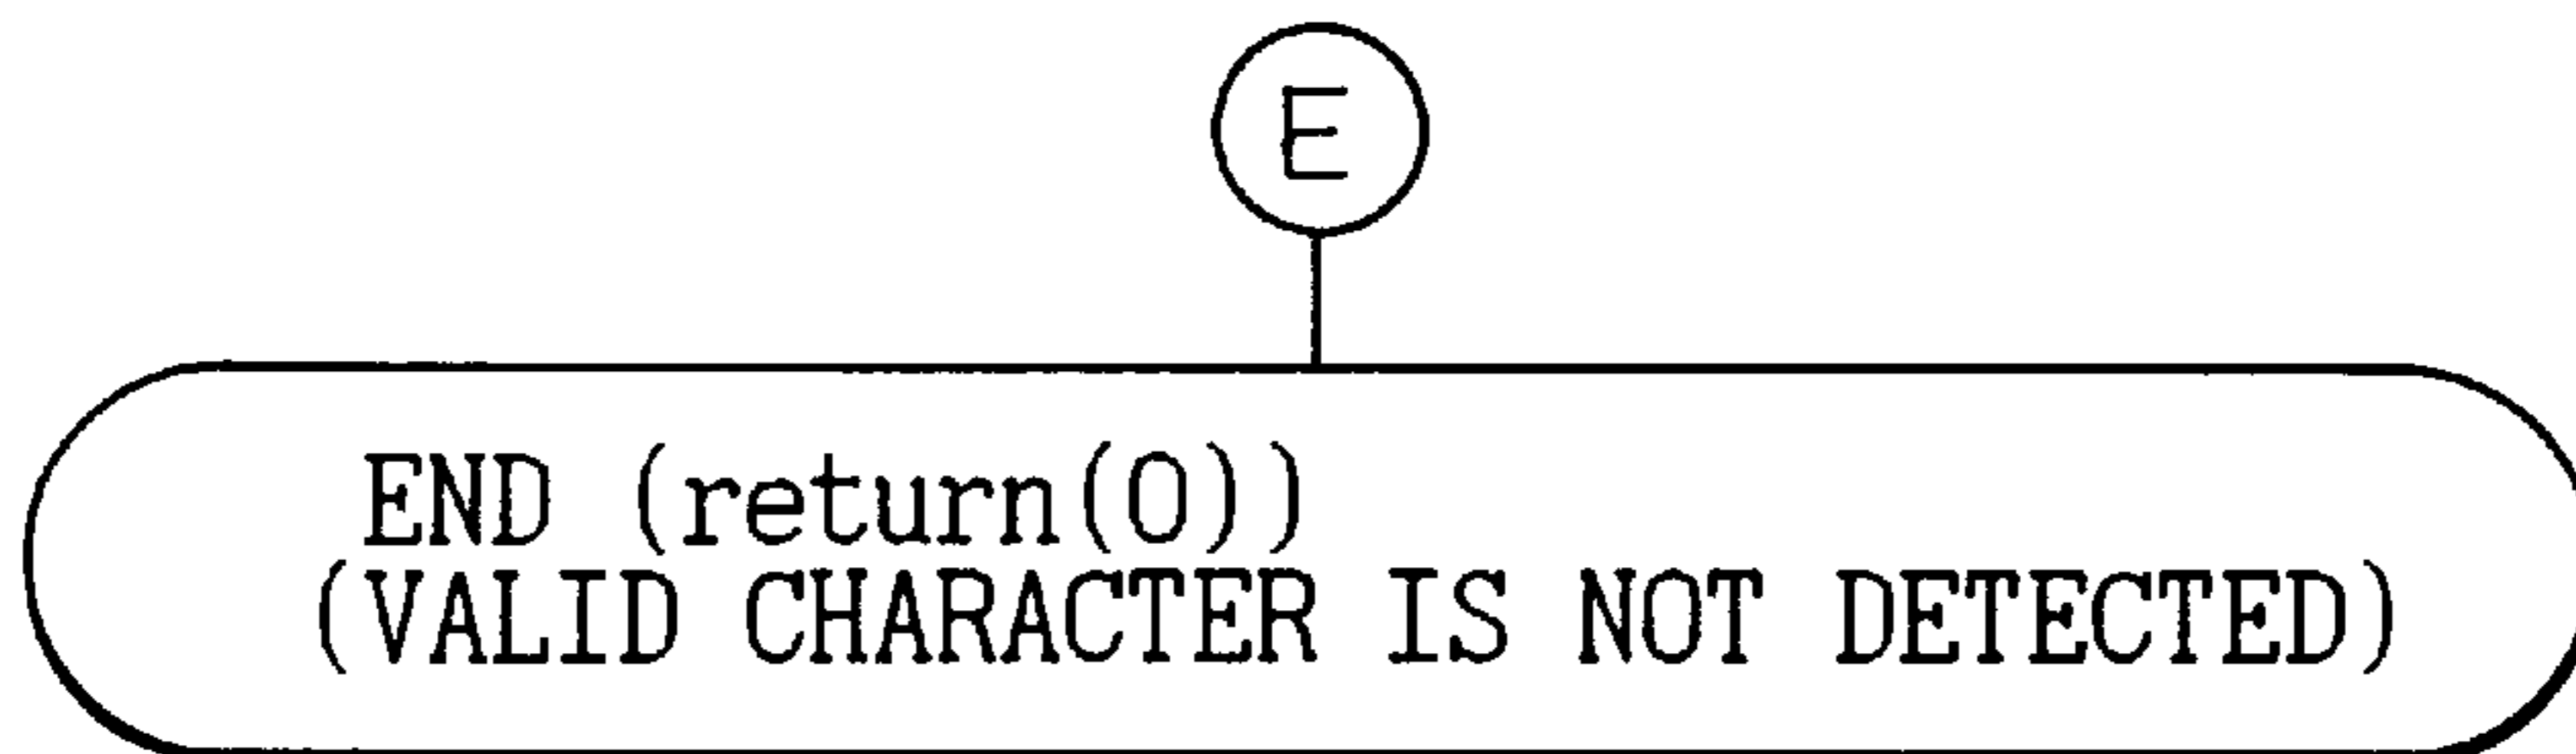 E
END (return(0))
(VALID CHARACTER IS NOT DETECTED)